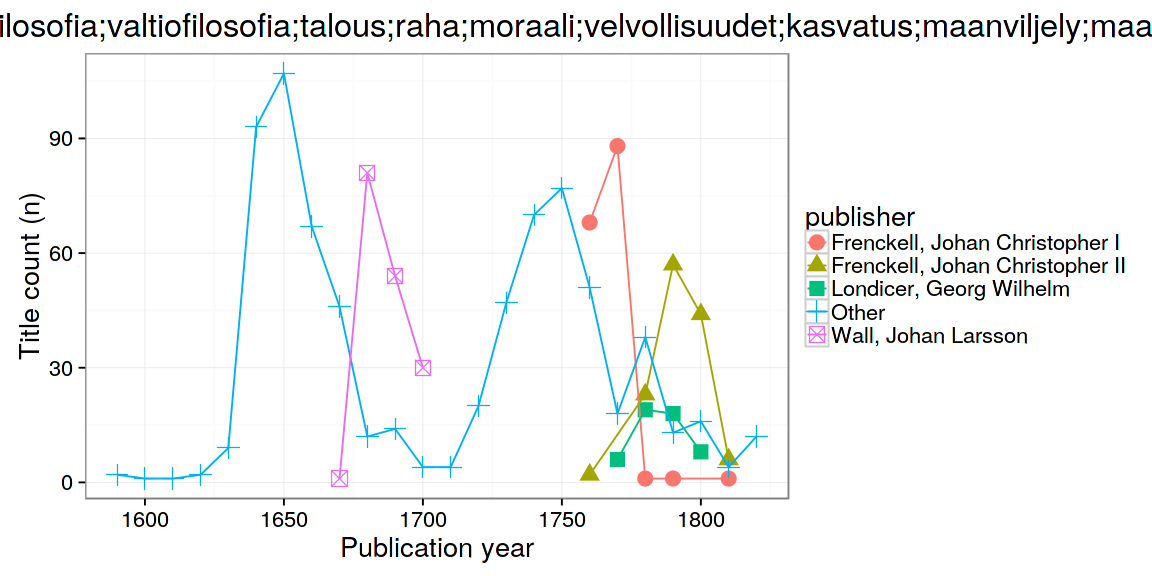 ilosofia;valtiofilosofia;talous;raha;moraali;velvollisuudet;kasvatus;maanviljely;maa
90
60
30
0
Title count (n)
1600 1650 1700 1750 1800
Publication year
publisher
Frenckell, Johan Christopher I
Frenckell, Johan Christopher II
Londicer, Georg Wilhelm
Other
Wall, Johan Larsson